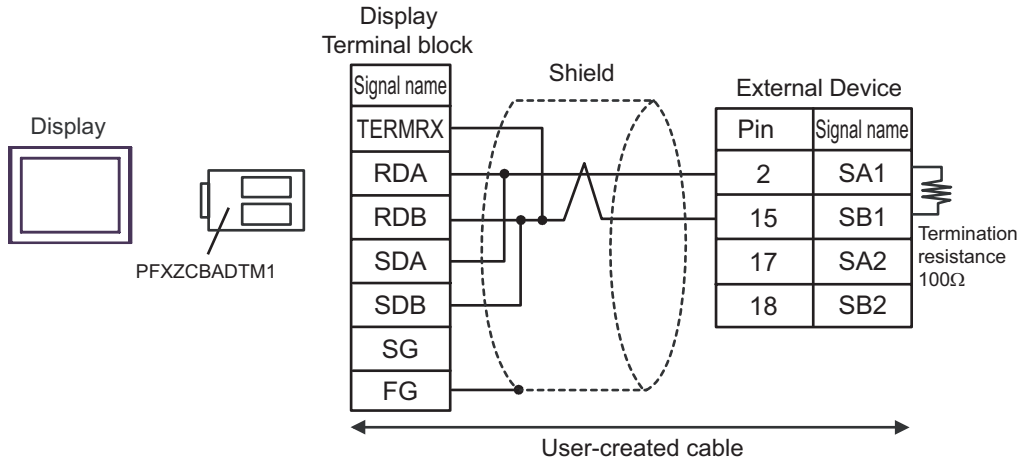 Display
Terminal block
Shield
External Device
Signal name
Display
TERMRX
Pin
Signal name
RDA
2
SA1
RDB
15
SB1
SDA
17
SA2
Termination
resistance
100Ω
PFXZCBADTM1
SDB
18
SB2
SG
FG
User-created cable